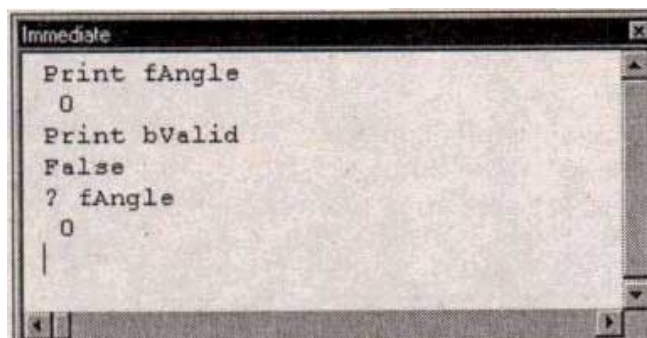 Immediate
Print fAngle
0
Print bValid
False
? fAngle
0